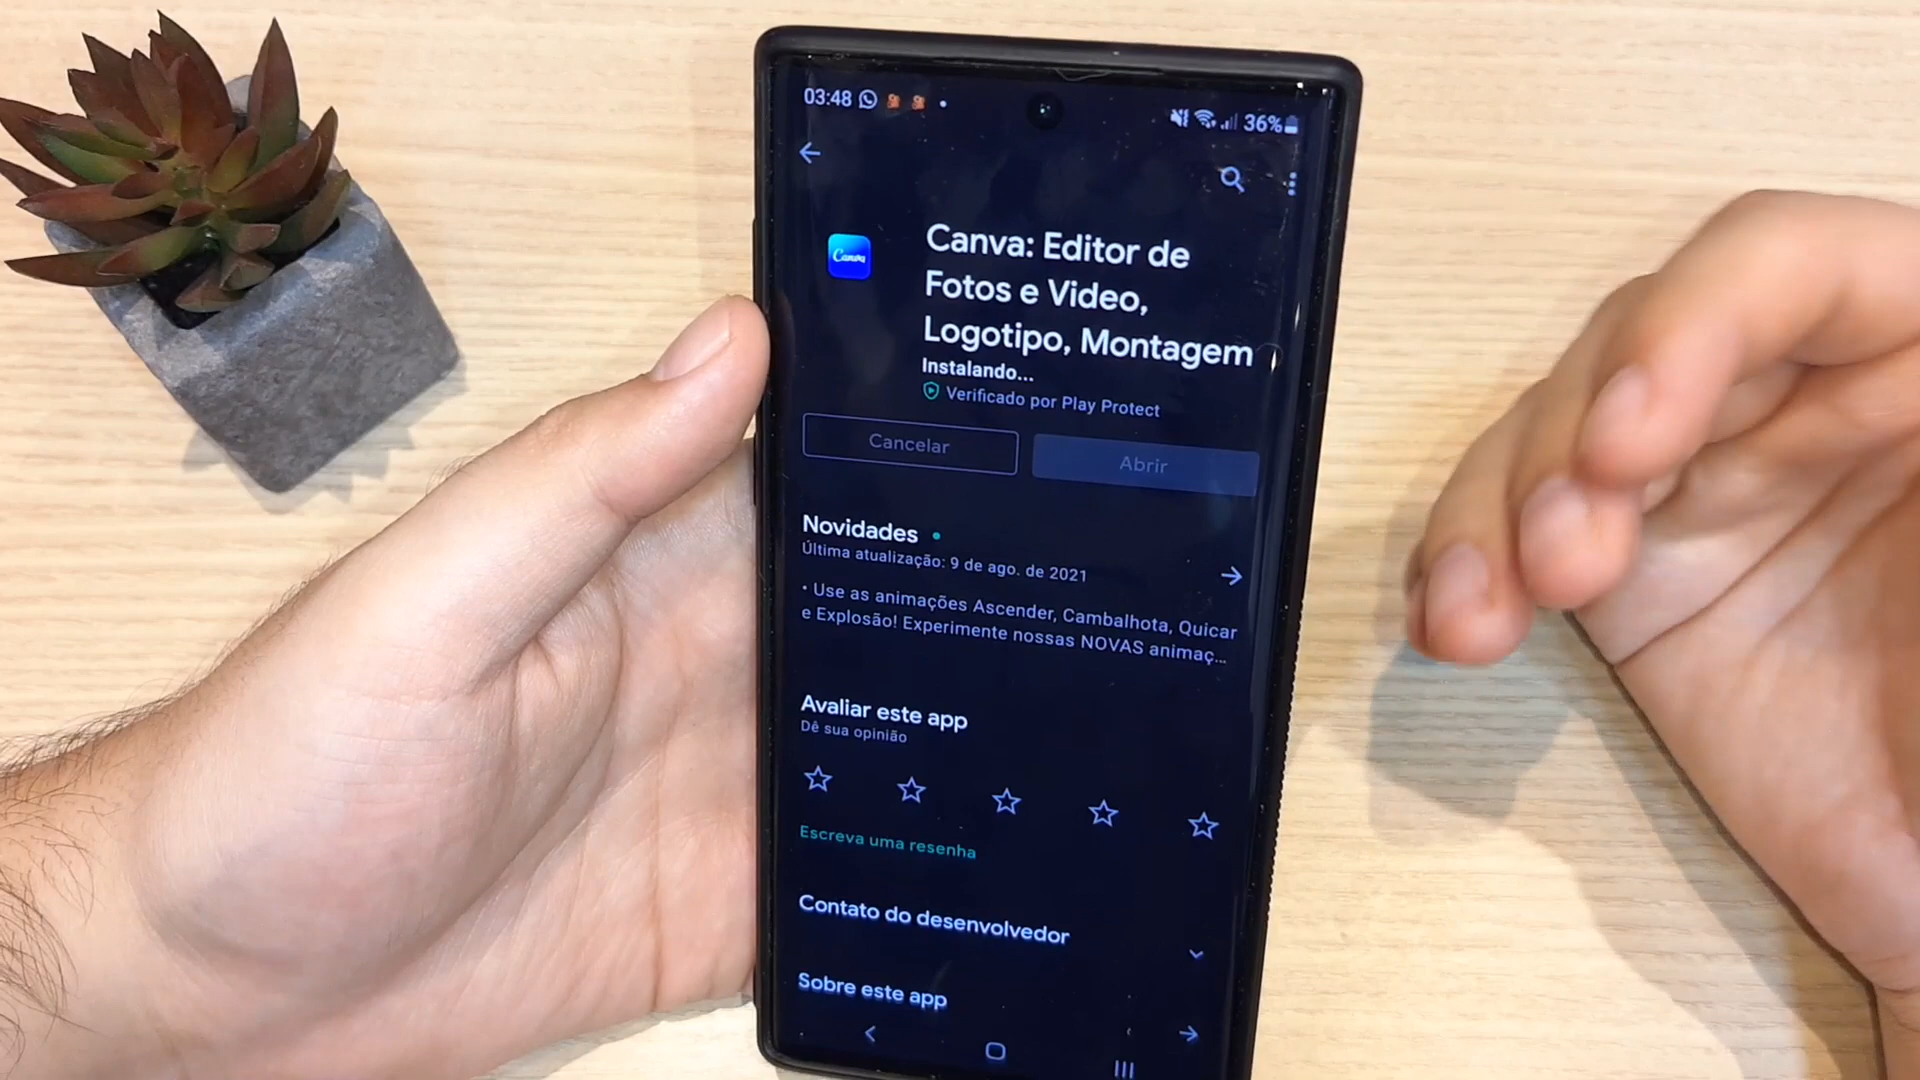 03:48
36%
Canva
Canva: Editor de
Fotos e Video,
Logotipo, Montagem
Instalando...
Verificado por Play Protect
Cancelar
Abrir
Novidades
Última atualização: 9 de ago. de 2021
• Use as animações Ascender, Cambalhota, Quicar
e Explosão! Experimente nossas NOVAS animaç...
Avaliar este app
Dê sua opinião
Escreva uma resenha
Contato do desenvolvedor
Sobre este app